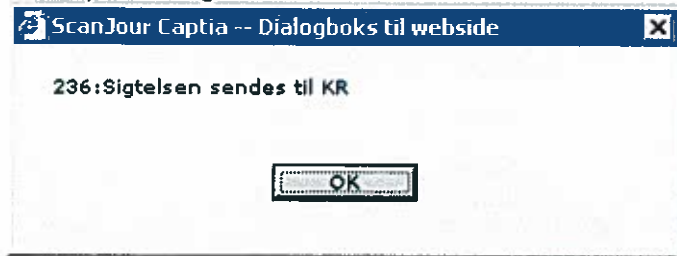 ScanJour Captia -- Dialogboks til webside
236:Sigtelsen sendes til KR
OK